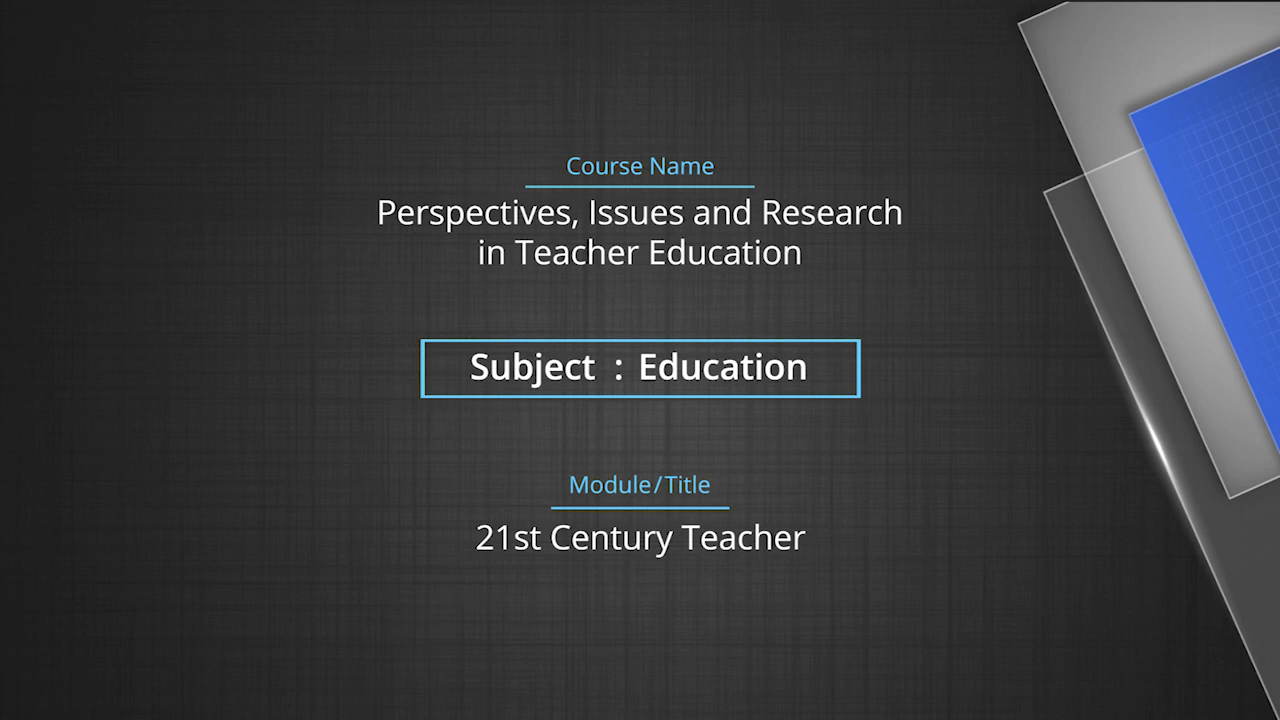 Course Name
Perspectives, Issues and Research
in Teacher Education
Subject : Education
Module/Title
21st Century Teacher